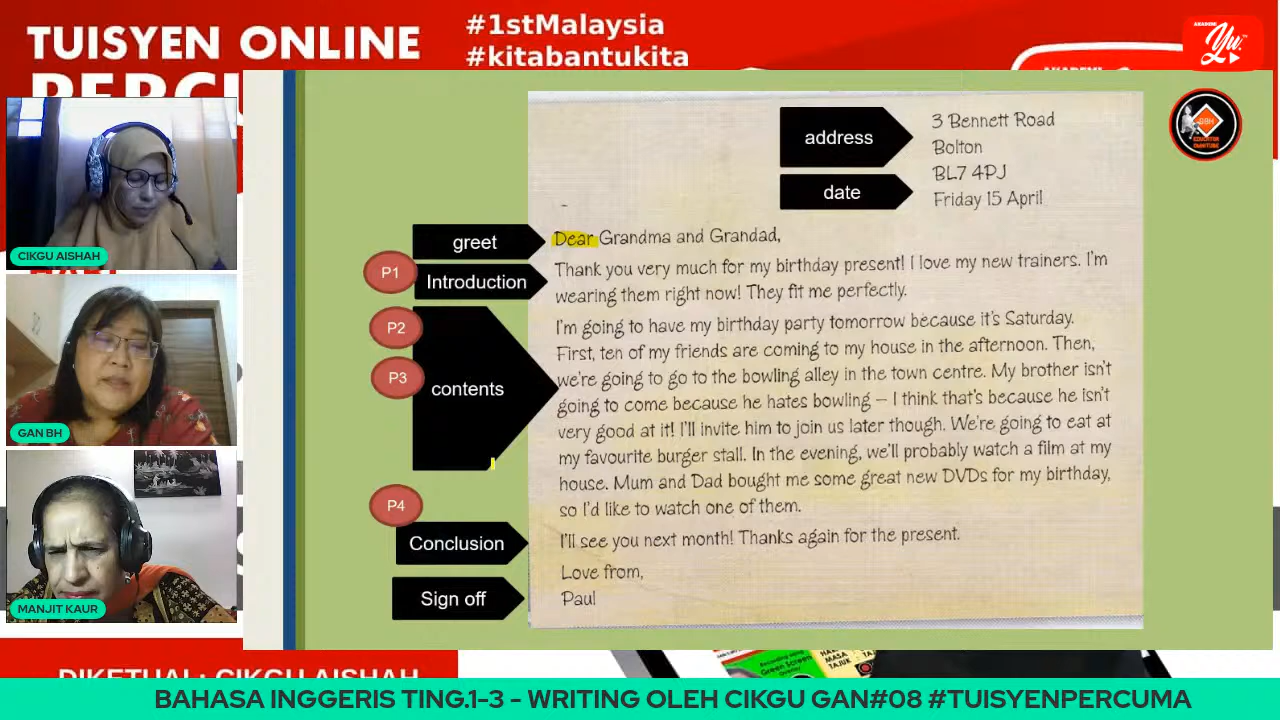 TUISYEN ONLINE
#1stMalaysia
#kitabantukita
CIKGU AISHAH
GAN BH
MANJIT KAUR
address
3 Bennett Road
Bolton
BL7 4PJ
date
Friday 15 April
greet
Dear Grandma and Grandad,
P1
Introduction
Thank you very much for my birthday present! I love my new trainers. I'm
wearing them right now! They fit me perfectly.
P2
P3
contents
I'm going to have my birthday party tomorrow because it's Saturday.
First, ten of my friends are coming to my house in the afternoon. Then,
we're going to go to the bowling alley in the town centre. My brother isn't
going to come because he hates bowling – I think that's because he isn't
very good at it! I'll invite him to join us later though. We're going to eat at
my favourite burger stall. In the evening, we'll probably watch a film at my
house. Mum and Dad bought me some great new DVDs for my birthday,
so I'd like to watch one of them.
P4
Conclusion
I'll see you next month! Thanks again for the present.
Sign off
Love from,
Paul
DIKETUAI : CIKGU AISHAH
BAHASA INGGERIS TING.1-3 - WRITING OLEH CIKGU GAN#08 #TUISYENPERCUMA